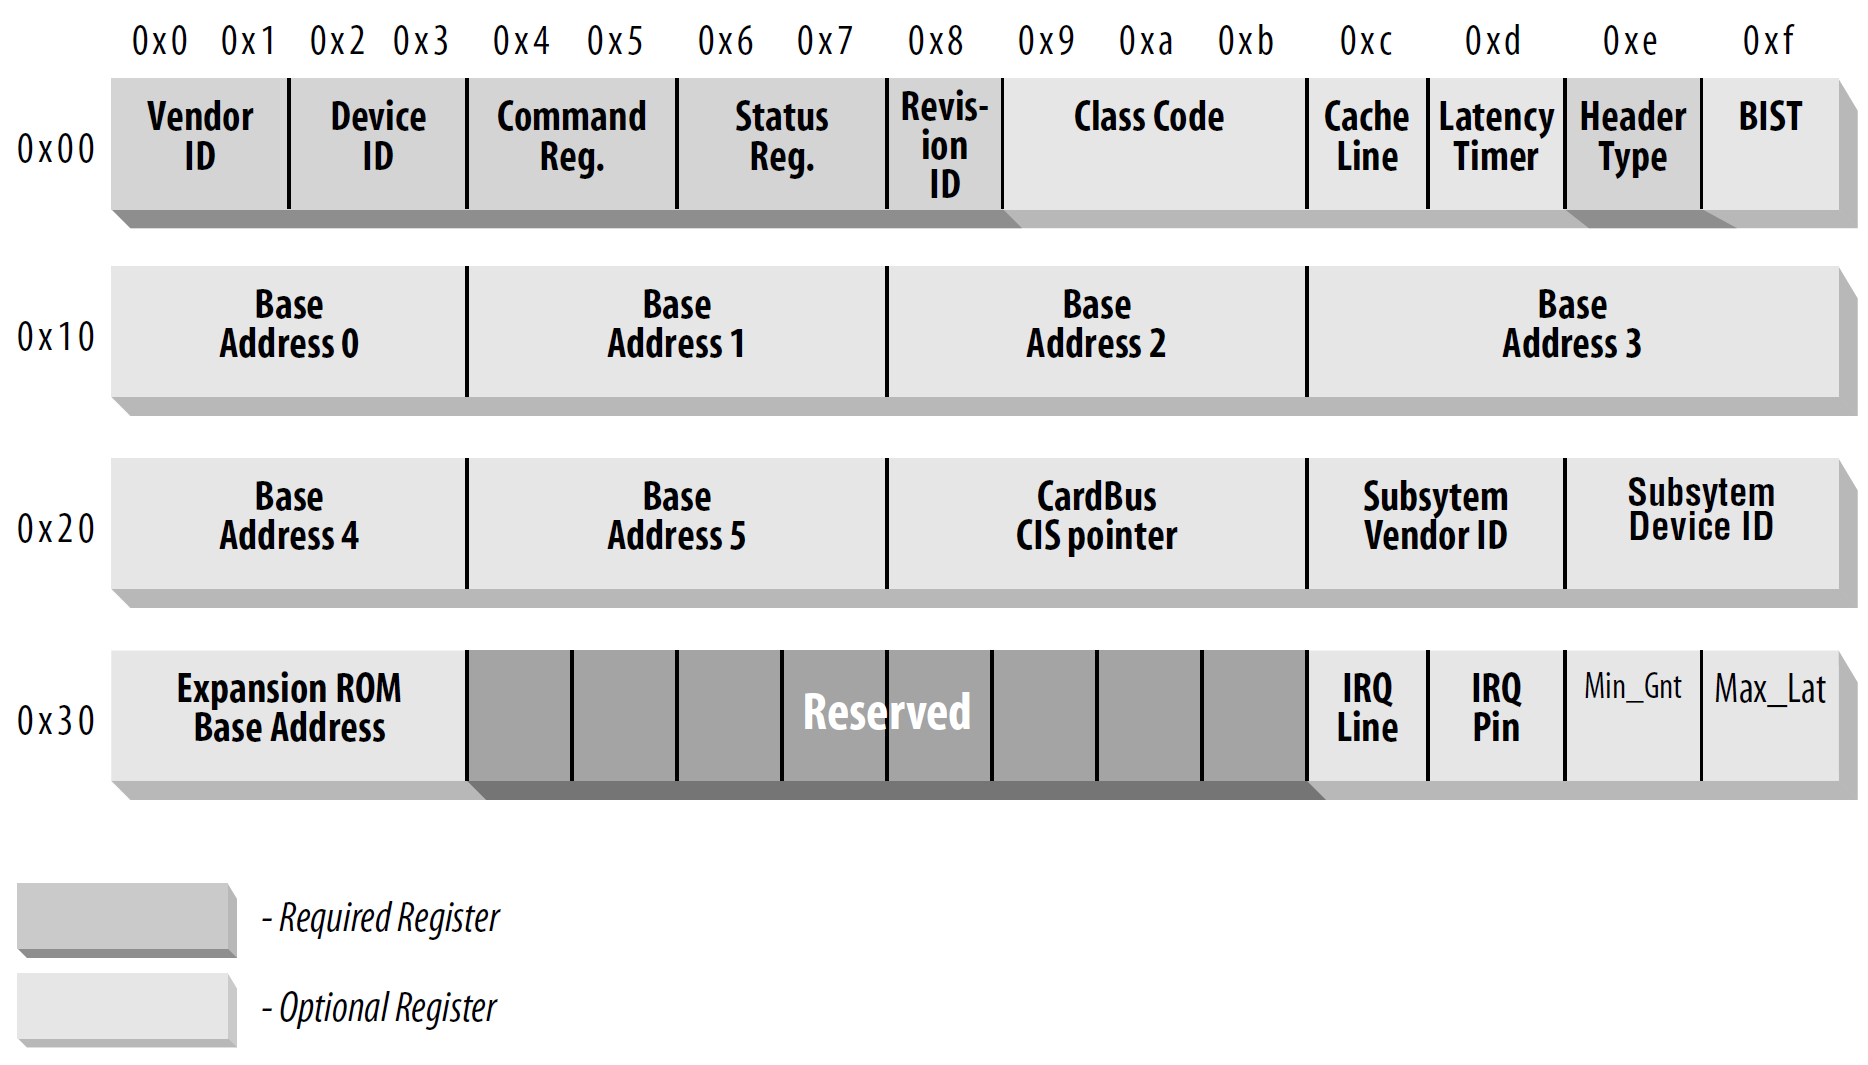 0x0 0x1 0x2 0x3 0x4 0x5 0x6 0x7 0x8 0x9 0xa 0xb 0xc 0xd 0xe 0xf
0x00
Vendor
ID
Device
ID
Command
Reg.
Status
Reg.
Revis-
ion
ID
Class Code
Cache
Line
Latency
Timer
Header
Type
BIST
0x10
Base
Address 0
Base
Address 1
Base
Address 2
Base
Address 3
0x20
Base
Address 4
Base
Address 5
CardBus
CIS pointer
Subsytem
Vendor ID
Subsytem
Device ID
0x30
Expansion ROM
Base Address
Reserved
IRQ
Line
IRQ
Pin
Min_Gnt
Max_Lat
- Required Register
- Optional Register